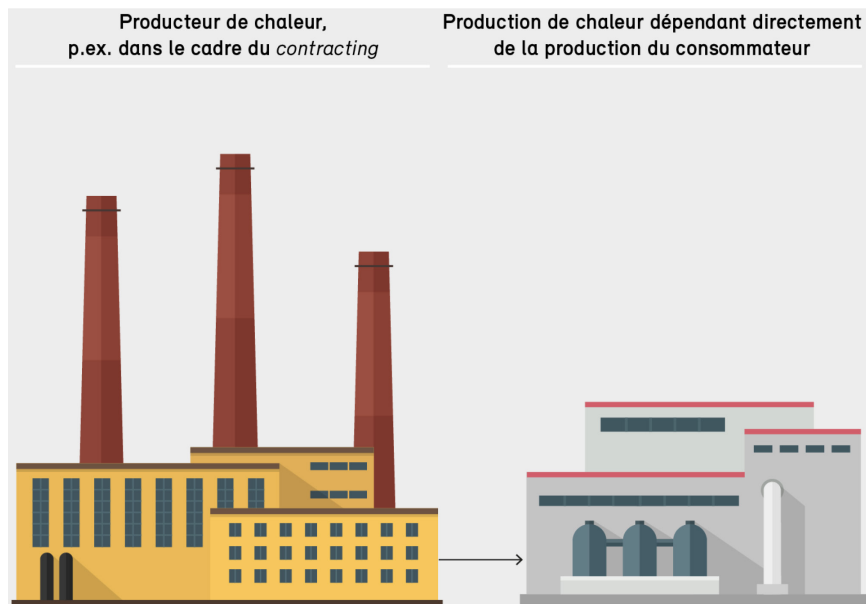 Producteur de chaleur,
p.ex. dans le cadre du contracting
Production de chaleur dépendant directement
de la production du consommateur